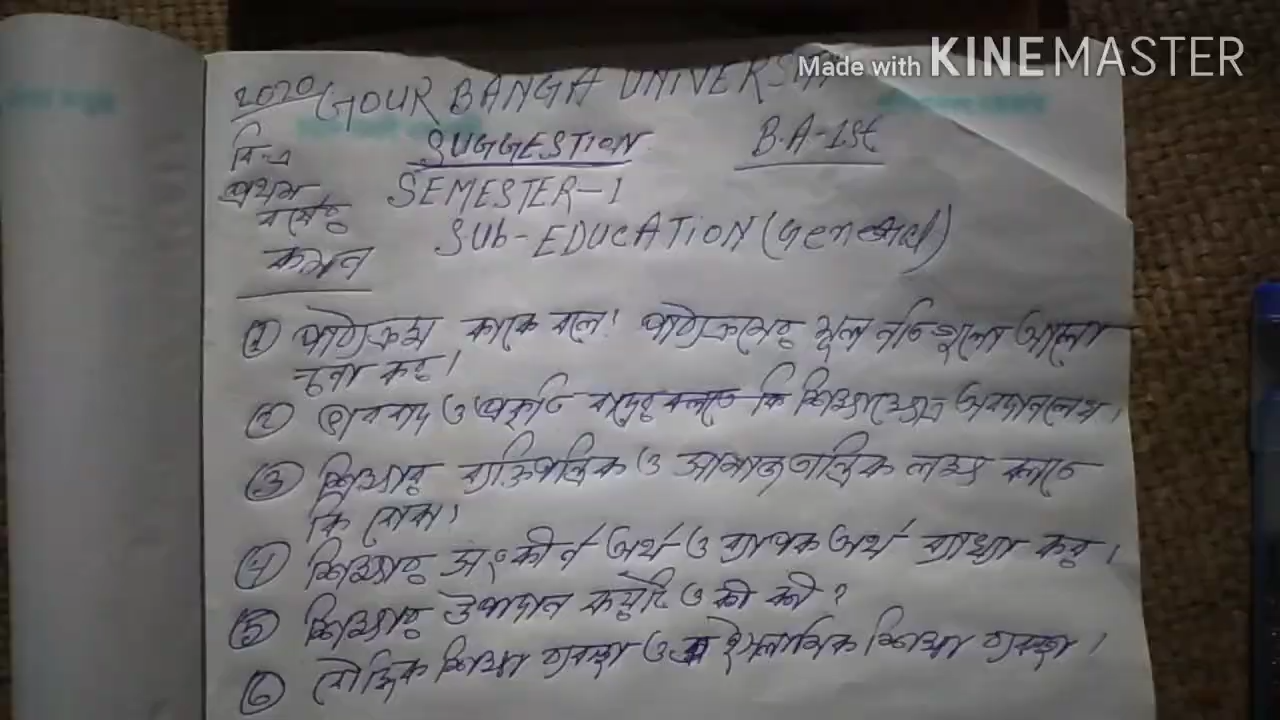 Made with KINEMASTER
2020 GOUR BANGA UNIVERSITY
বি-এ SUGGESTION B.A-1St
প্রথম SEMESTER-1
বর্ষের SUb-EDUCATION (General)
কমন
① পাঠ্যক্রম কাকে বলে। পাঠ্যক্রমের মূল নীতিগুলো আলো
চনা কর।
② ভাববাদ ও প্রকৃতি বাদের বলতে কি শিক্ষাক্ষেত্রে অবদান লেখ।
③ শিক্ষার ব্যক্তিতান্ত্রিক ও সমাজতান্ত্রিক লক্ষ্য বলতে
কি বোঝ।
④ শিক্ষার সংকীর্ন অর্থ ও ব্যাপক অর্থ ব্যাখ্যা কর।
⑤ শিক্ষার উপাদান কয়টি ও কী কী?
⑥ বৌদ্ধিক শিক্ষা ব্যবস্থা ও ইসলামিক শিক্ষা ব্যবস্থা।